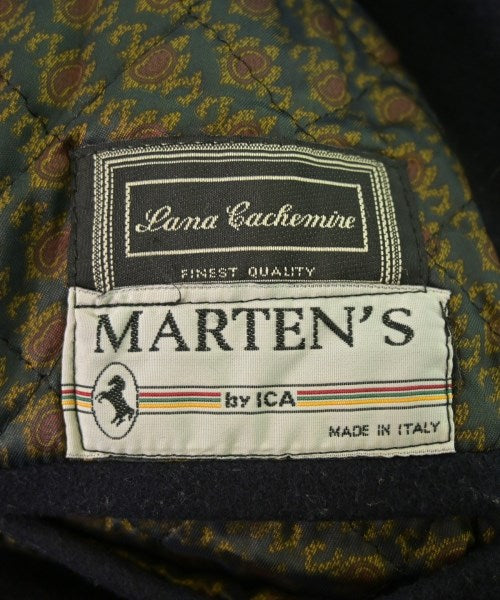 Lana Cachemire
FINEST QUALITY
MARTEN'S
by ICA
MADE IN ITALY